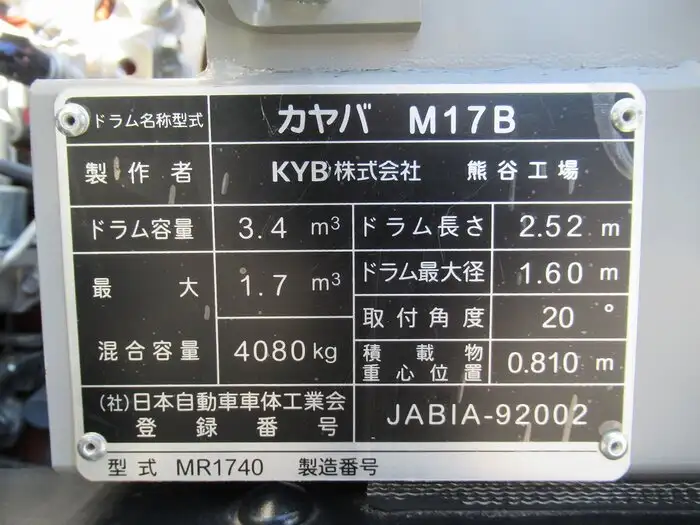 ドラム名称型式 カヤバ M17B
製作者 KYB株式会社 熊谷工場
ドラム容量 3.4 m³ ドラム長さ 2.52 m
最大混合容量 1.7 m³ 4080kg
ドラム最大径 1.60 m
取付角度 20°
積載物重心位置 0.810 m
(社)日本自動車車体工業会
登録番号 JABIA-92002
型式 MR1740 製造番号